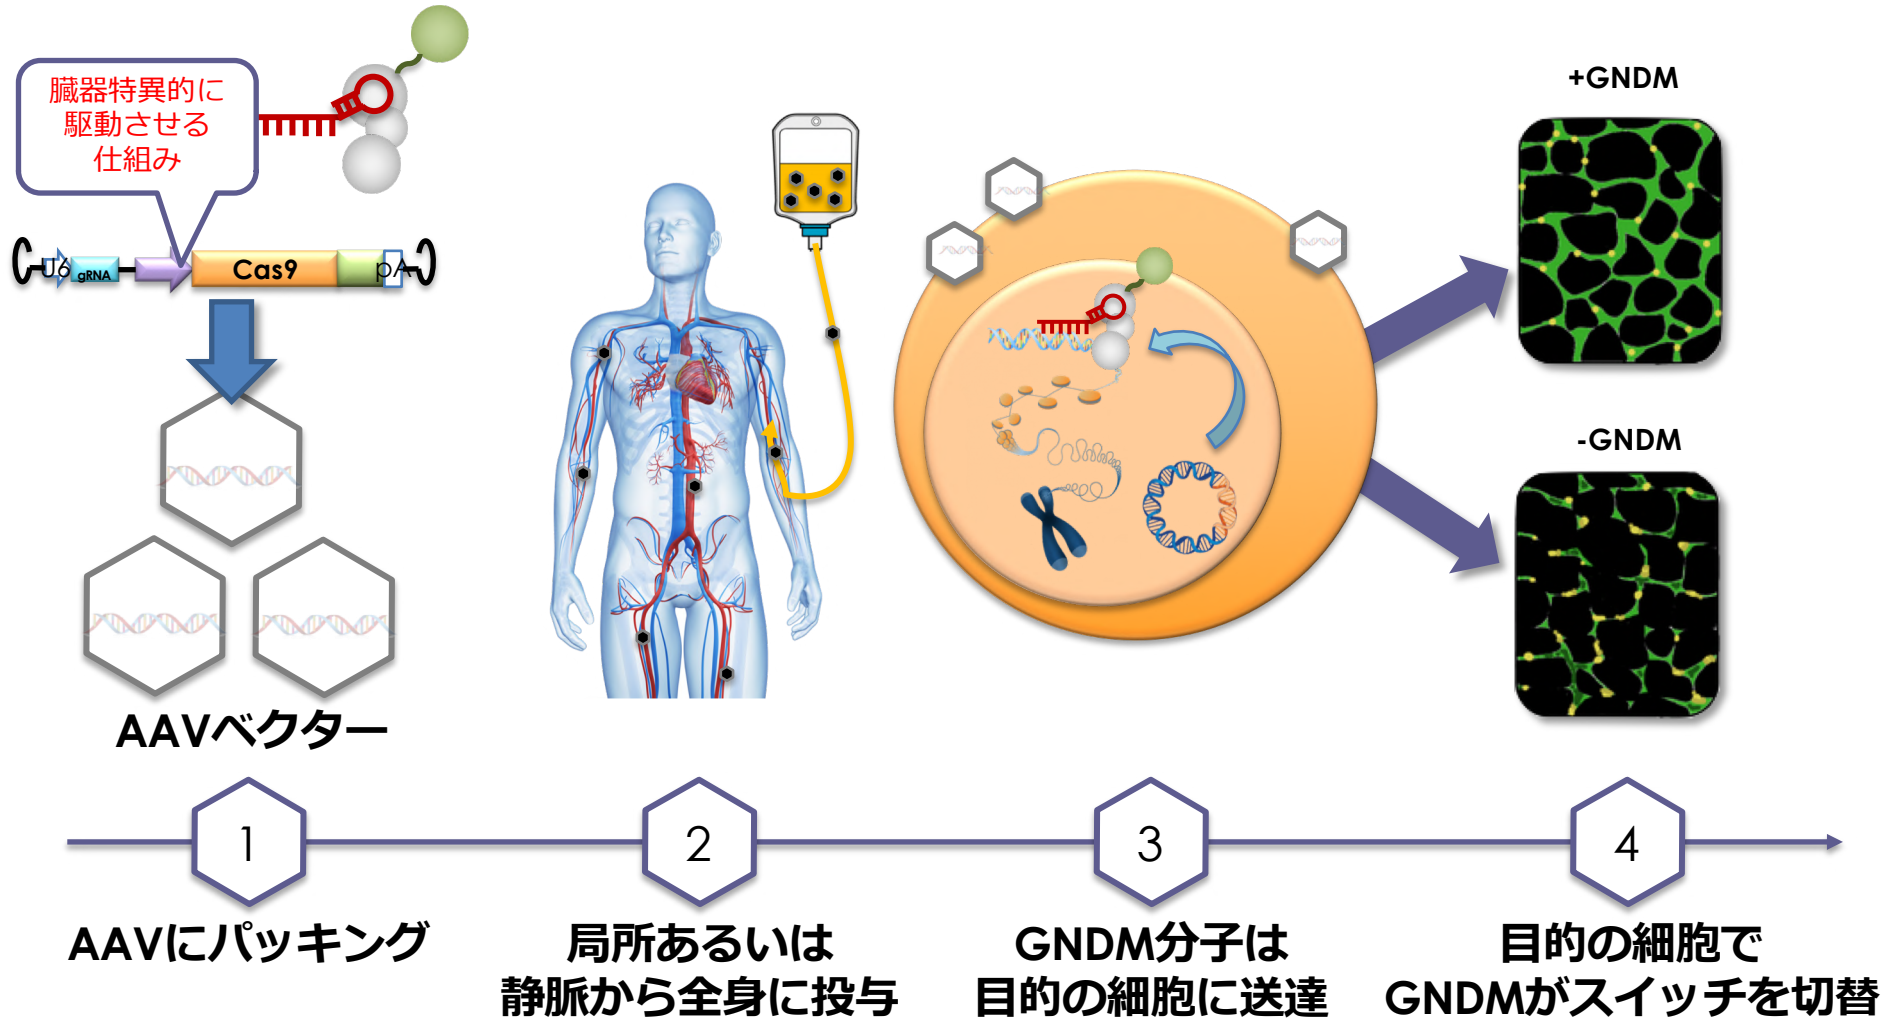 臓器特異的に
駆動させる
仕組み
U6
gRNA
Cas9
pA
AAVベクター
+GNDM
-GNDM
1
2
3
4
AAVにパッキング
局所あるいは
静脈から全身に投与
GNDM分子は
目的の細胞に送達
目的の細胞で
GNDMがスイッチを切替